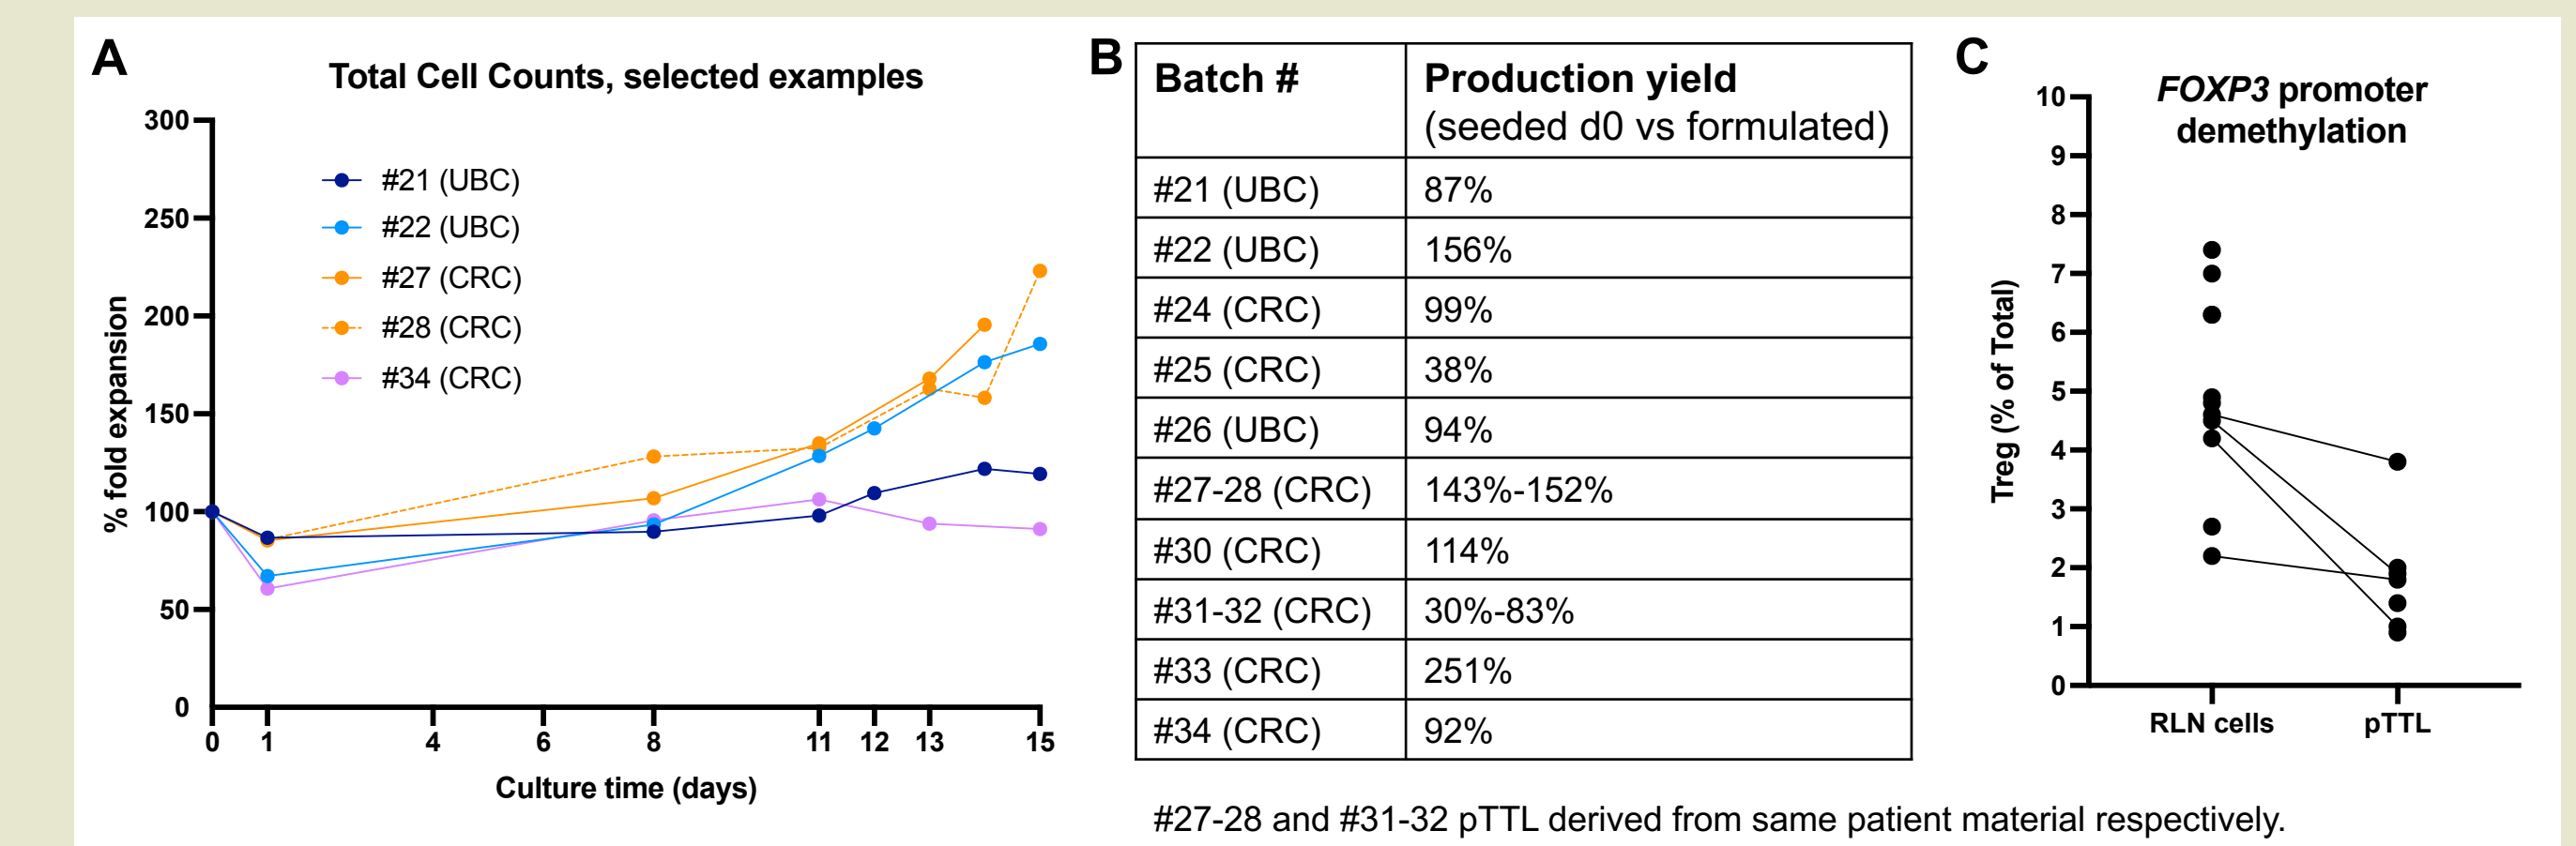 A
Total Cell Counts, selected examples
% fold expansion
300
250
200
150
100
50
0
#21 (UBC)
#22 (UBC)
#27 (CRC)
#28 (CRC)
#34 (CRC)
0 1 4 6 8 11 12 13 15
Culture time (days)
B
Batch # Production yield
(seeded d0 vs formulated)
#21 (UBC) 87%
#22 (UBC) 156%
#24 (CRC) 99%
#25 (CRC) 38%
#26 (UBC) 94%
#27-28 (CRC) 143%-152%
#30 (CRC) 114%
#31-32 (CRC) 30%-83%
#33 (CRC) 251%
#34 (CRC) 92%
#27-28 and #31-32 pTTL derived from same patient material respectively.
C
FOXP3 promoter
demethylation
Treg (% of Total)
10
9
8
7
6
5
4
3
2
1
0
RLN cells pTTL